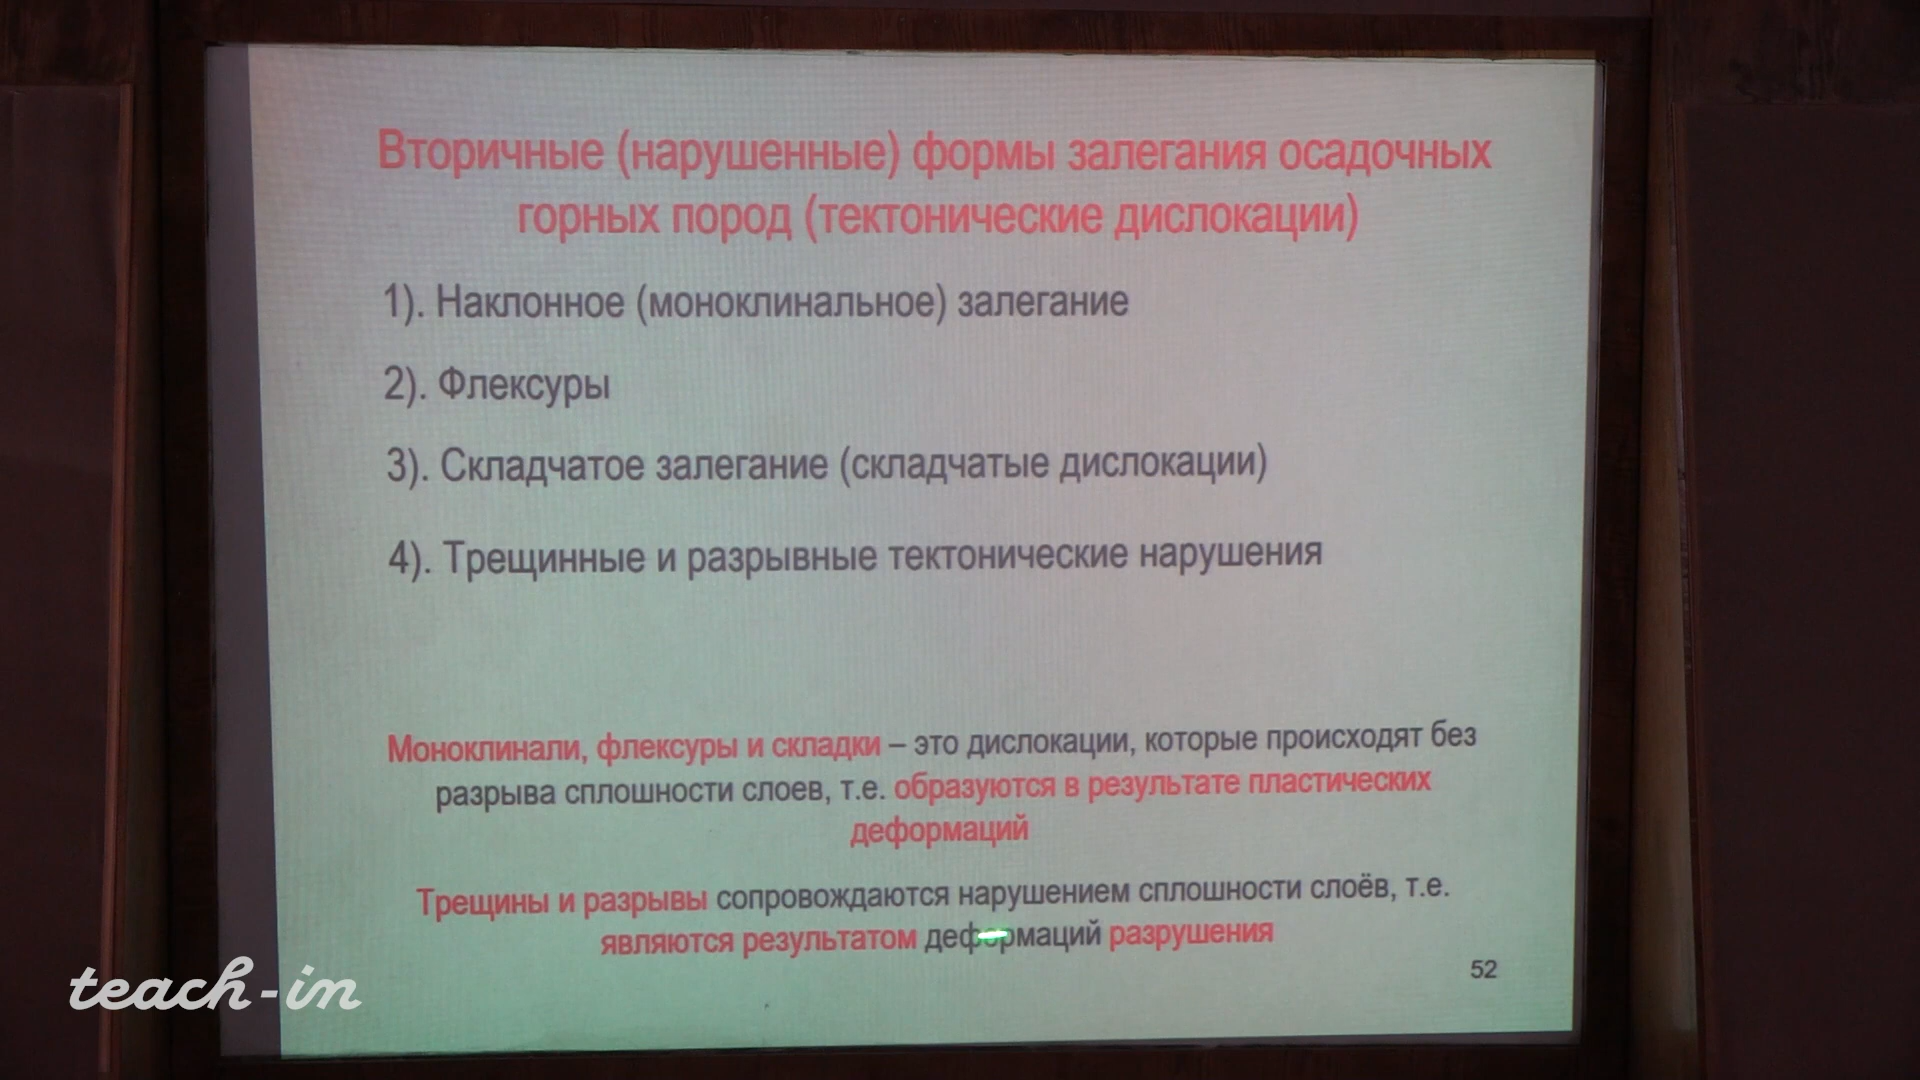 Вторичные (нарушенные) формы залегания осадочных
горных пород (тектонические дислокации)
1). Наклонное (моноклинальное) залегание
2). Флексуры
3). Складчатое залегание (складчатые дислокации)
4). Трещинные и разрывные тектонические нарушения
Моноклинали, флексуры и складки – это дислокации, которые происходят без
разрыва сплошности слоев, т.е. образуются в результате пластических
деформаций
Трещины и разрывы сопровождаются нарушением сплошности слоёв, т.е.
являются результатом деформаций разрушения
52
teach-in